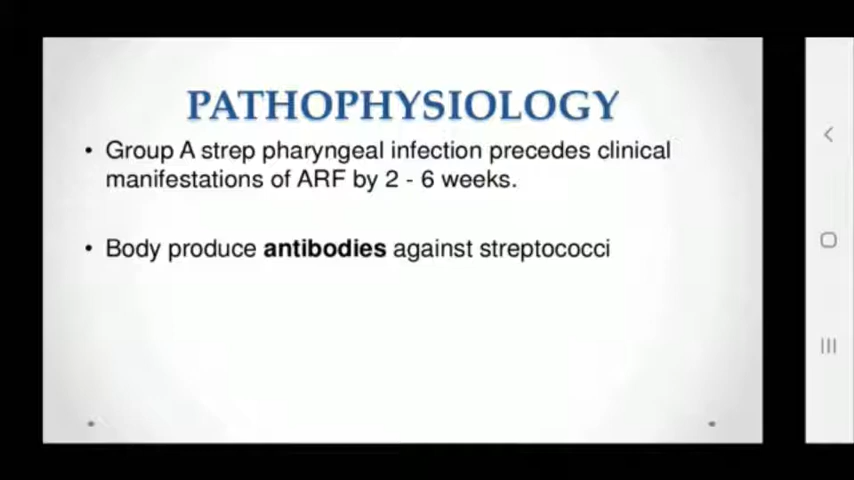 PATHOPHYSIOLOGY
• Group A strep pharyngeal infection precedes clinical
manifestations of ARF by 2 - 6 weeks.
• Body produce antibodies against streptococci